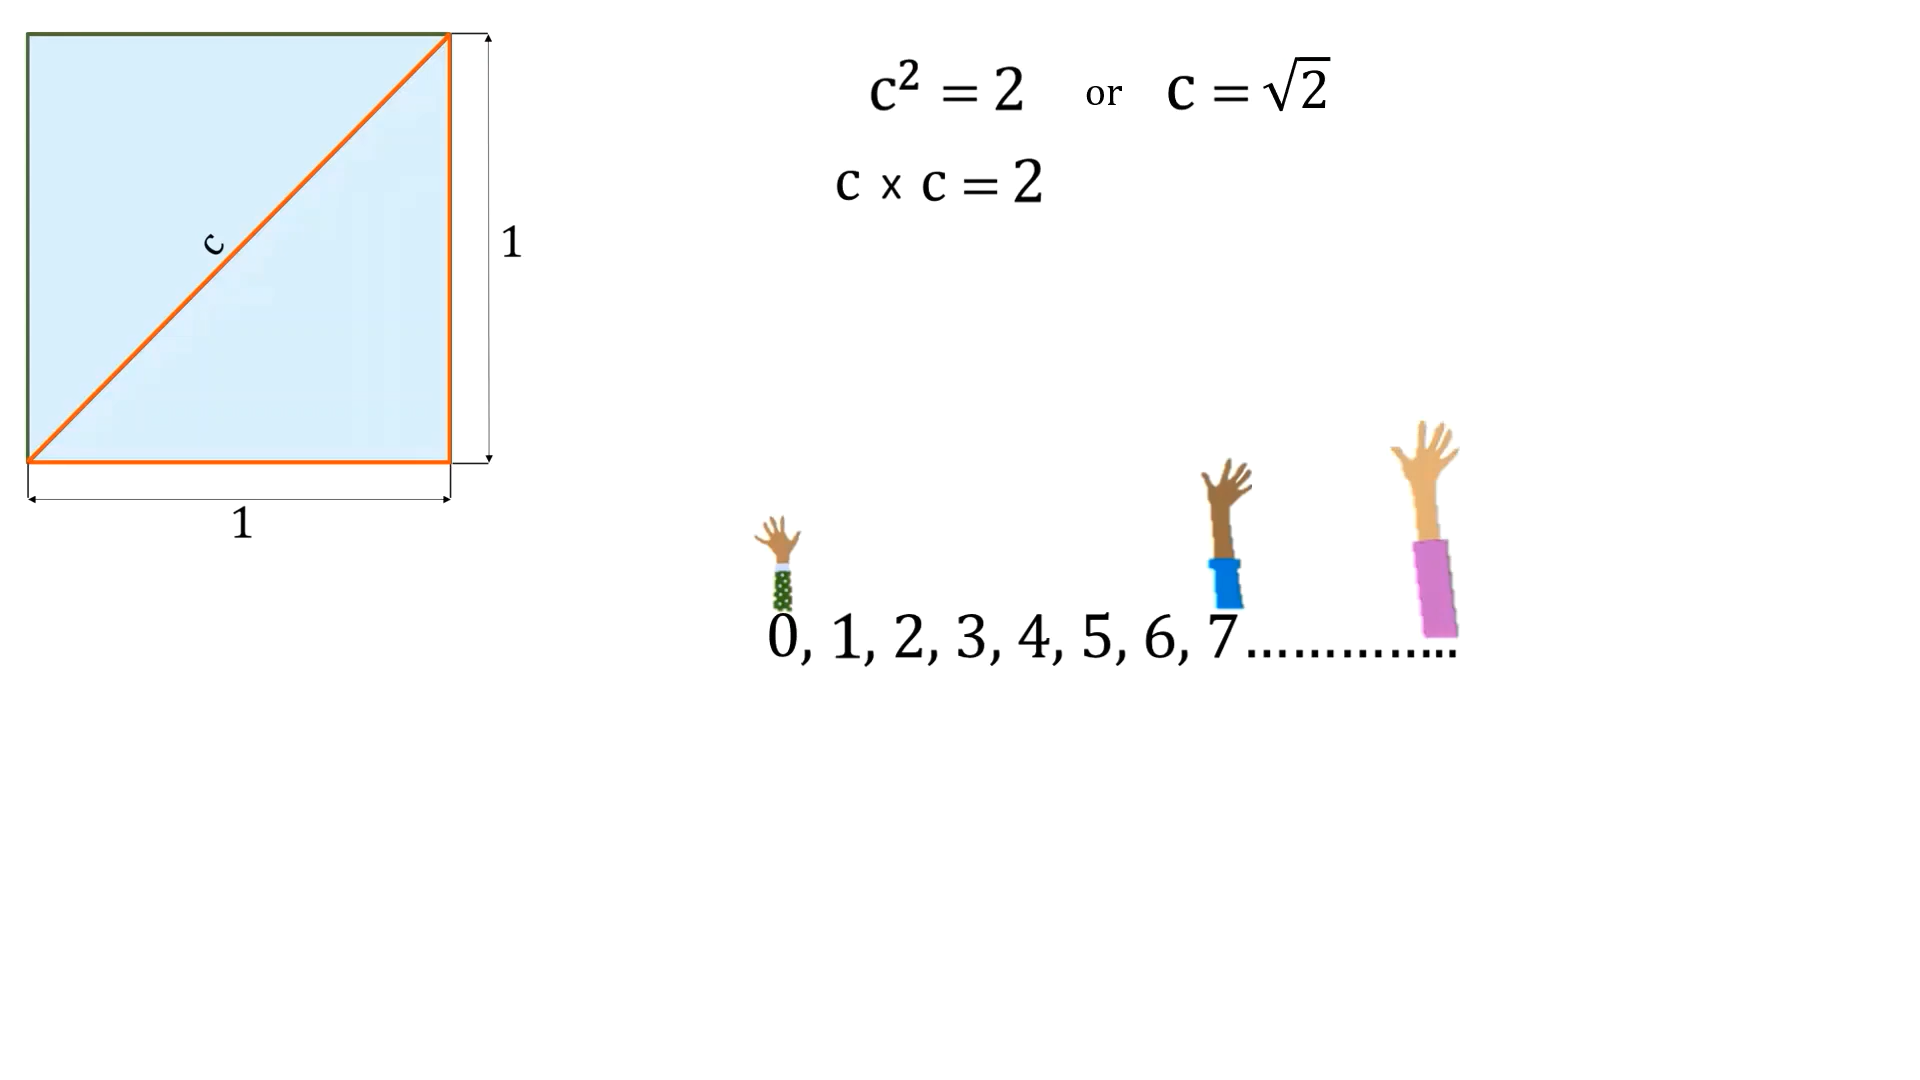 c² = 2 or c = √2
c x c = 2
c
1
1
0, 1, 2, 3, 4, 5, 6, 7…………...